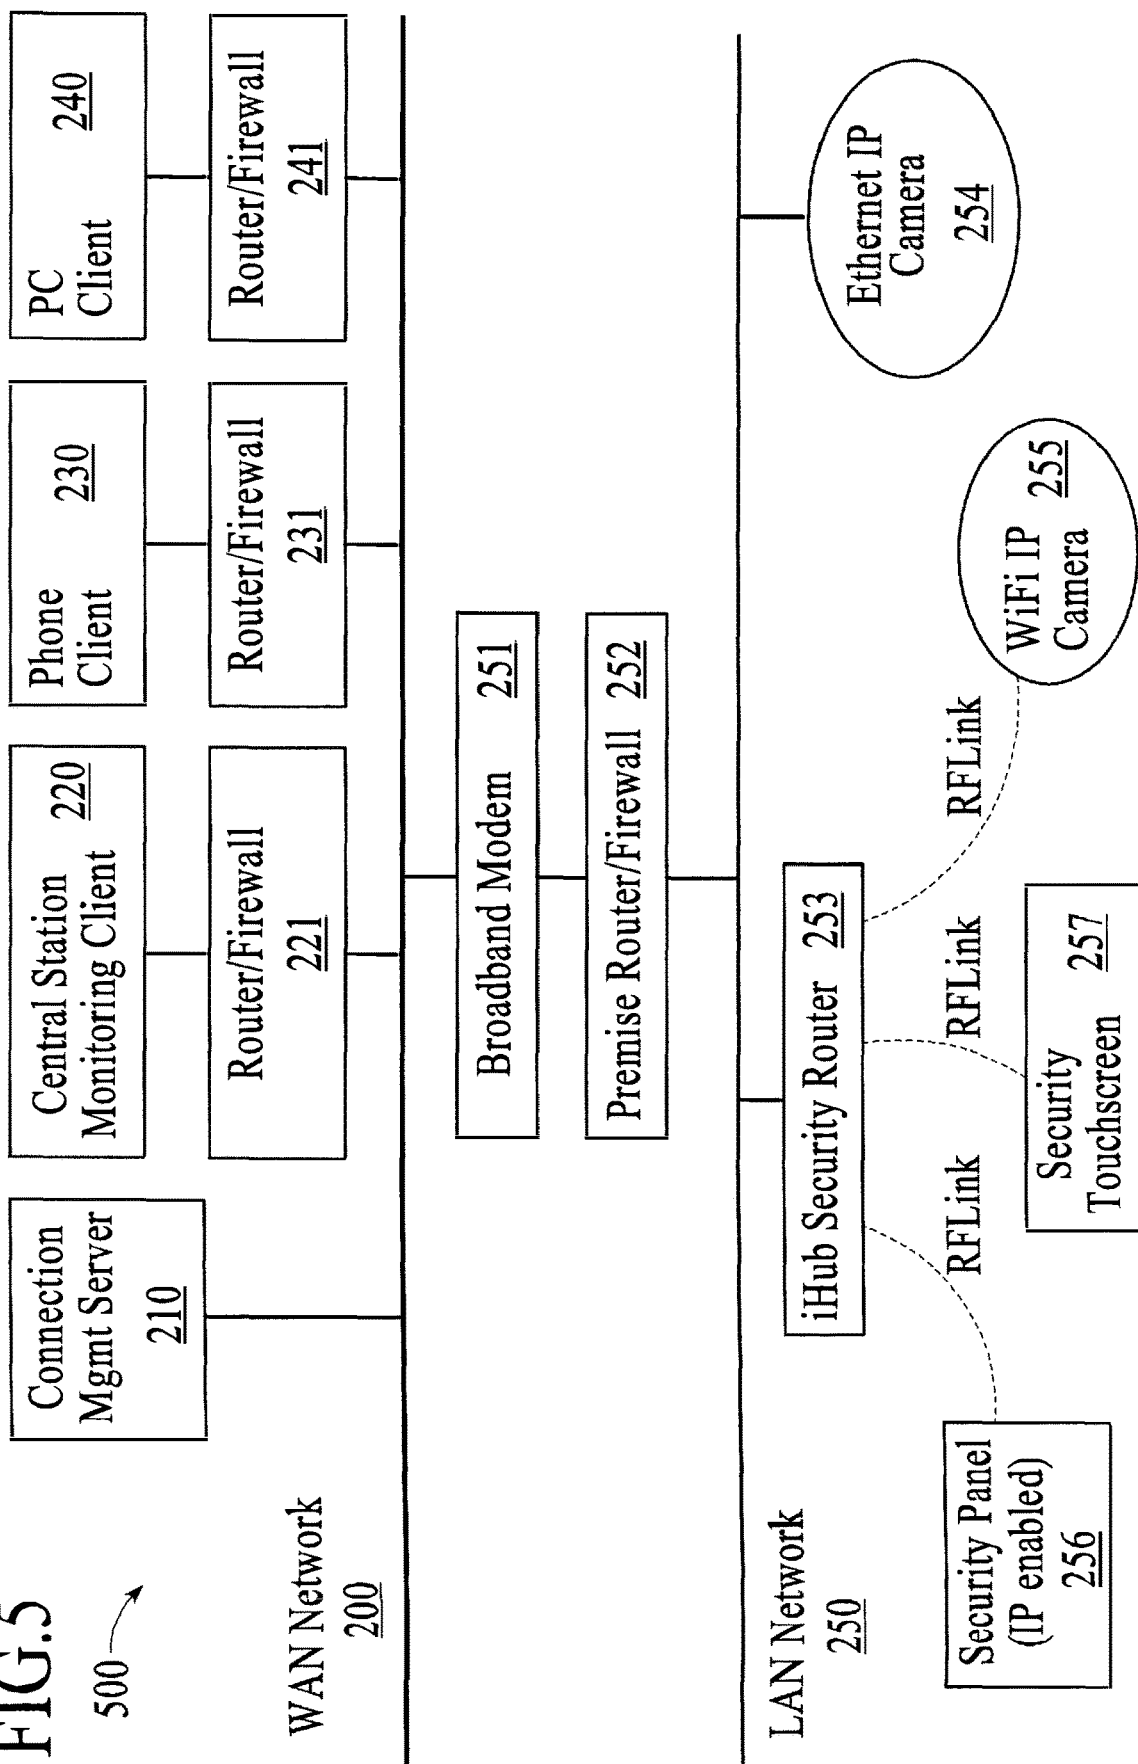 FIG.5
500
Connection
Mgmt Server
210
Central Station
Monitoring Client 220
Phone
Client 230
PC
Client 240
Router/Firewall
221
Router/Firewall
231
Router/Firewall
241
WAN Network
200
Broadband Modem 251
Premise Router/Firewall 252
LAN Network
250
iHub Security Router 253
Ethernet IP
Camera
254
RFLink
RFLink
RFLink
Security Panel
(IP enabled)
256
Security
Touchscreen 257
WiFi IP
Camera 255